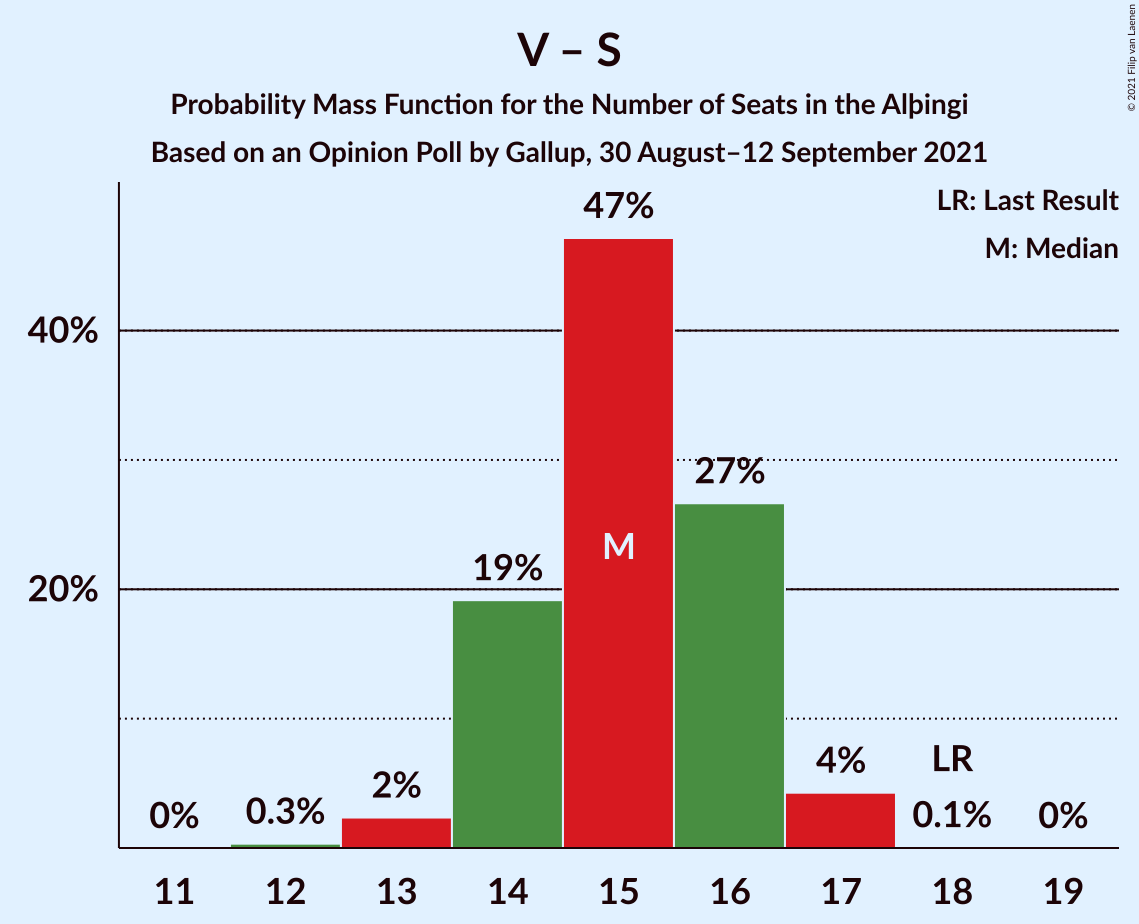 V – S
Probability Mass Function for the Number of Seats in the Alþingi
Based on an Opinion Poll by Gallup, 30 August–12 September 2021
© 2021 Filip van Laenen
LR: Last Result
M: Median
47%
40%
27%
M
19%
20%
4%
LR
2%
0%
0.3%
0.1%
0%
11 12 13 14 15 16 17 18 19